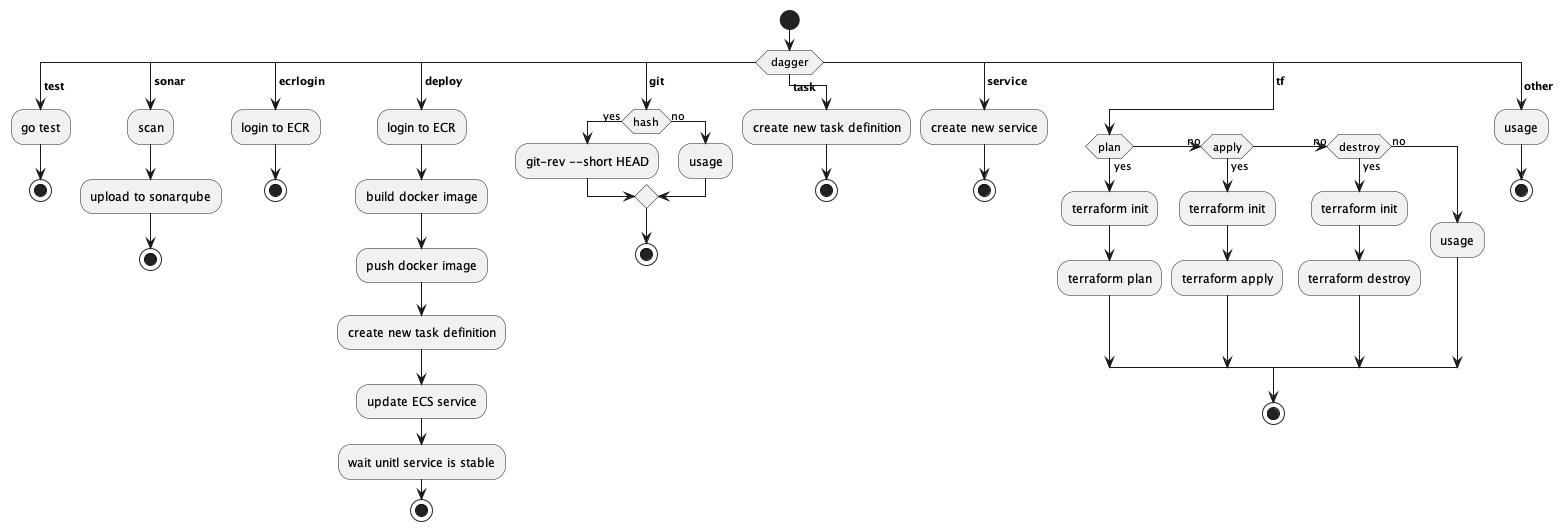 dagger
test
sonar
ecrlogin
deploy
git
task
service
tf
other
go test
scan
upload to sonarqube
login to ECR
login to ECR
build docker image
push docker image
create new task definition
update ECS service
wait unitl service is stable
yes
hash
no
git-rev --short HEAD
usage
create new task definition
create new service
plan
no
apply
no
destroy
no
yes
yes
yes
terraform init
terraform init
terraform init
usage
terraform plan
terraform apply
terraform destroy
usage